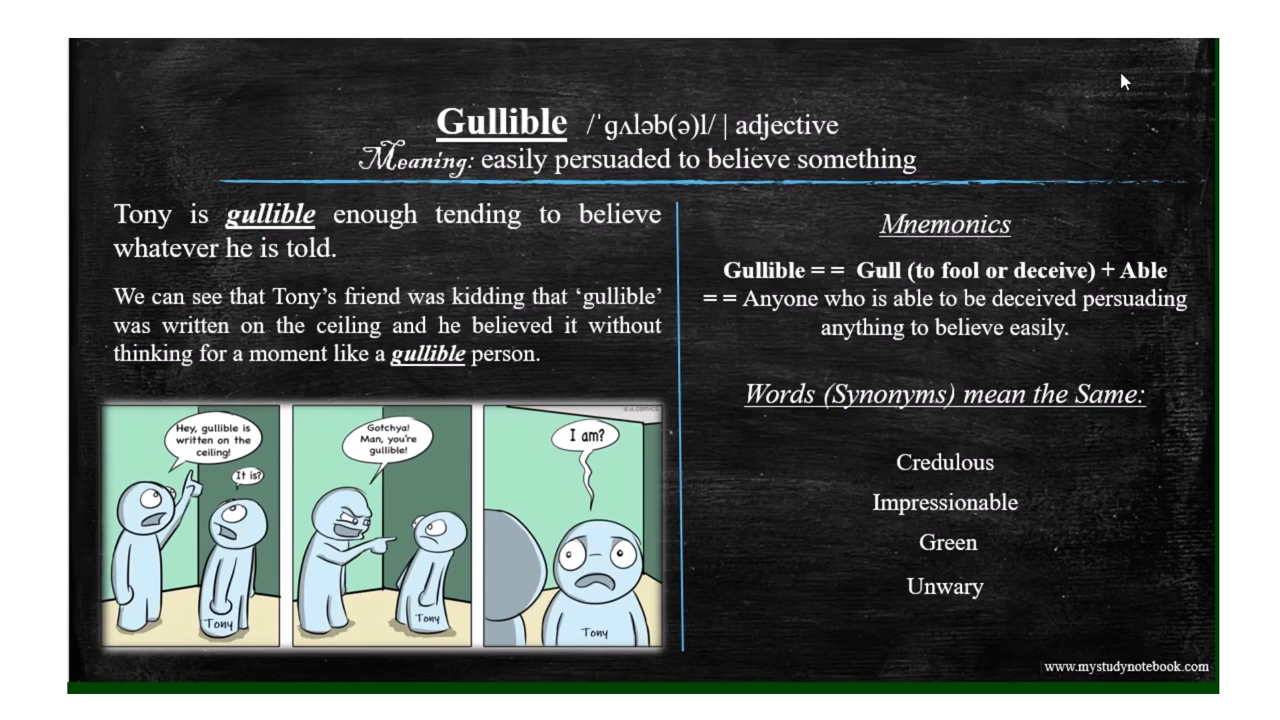 Gullible /ˈɡʌləb(ə)l/ | adjective
Meaning: easily persuaded to believe something
Tony is gullible enough tending to believe
whatever he is told.
We can see that Tony’s friend was kidding that ‘gullible’
was written on the ceiling and he believed it without
thinking for a moment like a gullible person.
Hey, gullible is
written on the
ceiling!
It is?
Tony
Gotchya!
Man, you're
gullible!
Tony
I am?
Tony
Mnemonics
Gullible = = Gull (to fool or deceive) + Able
= = Anyone who is able to be deceived persuading
anything to believe easily.
Words (Synonyms) mean the Same:
Credulous
Impressionable
Green
Unwary
www.mystudynotebook.com